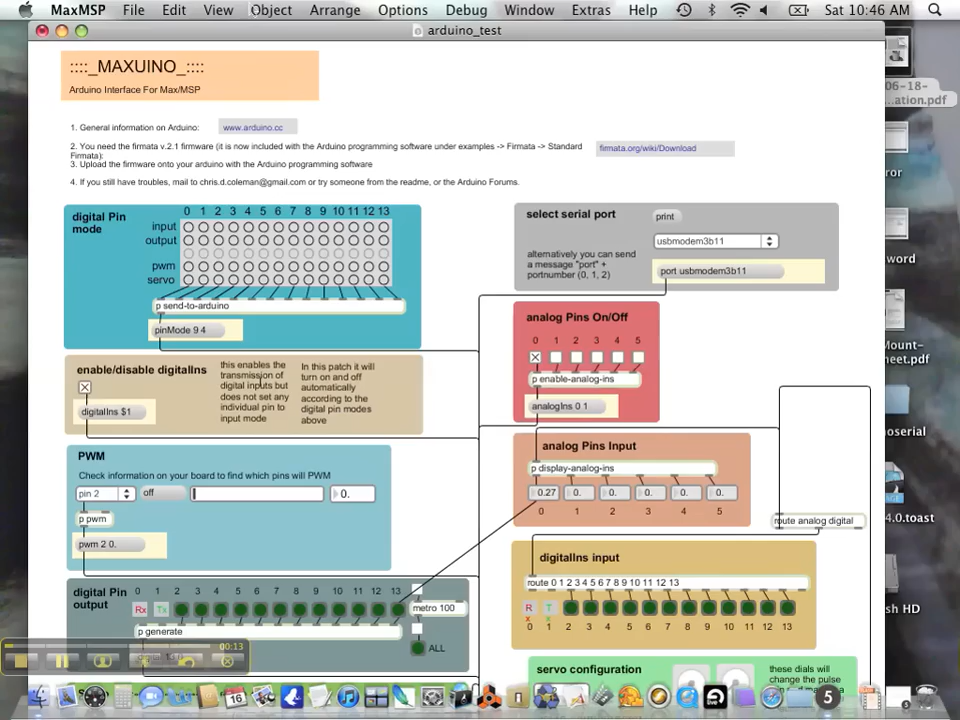 MaxMSP File Edit View Object Arrange Options Debug Window Extras Help Sat 10:46 AM
arduino_test
::::_MAXUINO_::::
Arduino Interface For Max/MSP
1. General information on Arduino: www.arduino.cc
2. You need the firmata v.2.1 firmware (it is now included with the Arduino programming software under examples -> Firmata -> Standard
Firmata): firmata.org/wiki/Download
3. Upload the firmware onto your arduino with the Arduino programming software
4. If you still have troubles, mail to chris.d.coleman@gmail.com or try someone from the readme, or the Arduino Forums.
digital Pin
mode
0 1 2 3 4 5 6 7 8 9 10 11 12 13
input
output
pwm
servo
p send-to-arduino
pinMode 9 4
select serial port
print
usbmodem3b11
alternatively you can send
a message "port" +
portnumber (0, 1, 2)
port usbmodem3b11
analog Pins On/Off
0 1 2 3 4 5
p enable-analog-ins
analogIns 0 1
enable/disable digitalIns
digitalIns $1
this enables the
transmission of
digital inputs but
does not set any
individual pin to
input mode
In this patch it will
turn on and off
automatically
according to the
digital pin modes
above
analog Pins Input
p display-analog-ins
0.27 0. 0. 0. 0. 0.
0 1 2 3 4 5
route analog digital
PWM
Check information on your board to find which pins will PWM
pin 2 off 0.
p pwm
pwm 2 0.
digitalIns input
route 0 1 2 3 4 5 6 7 8 9 10 11 12 13
R T
x x
0 1 2 3 4 5 6 7 8 9 10 11 12 13
digital Pin
output
0 1 2 3 4 5 6 7 8 9 10 11 12 13
Rx Tx
metro 100
p generate
ALL
00:13
servo configuration
these dials will
change the pulse
06-18-
...ation.pdf
ror
word
Mount-
sheet.pdf
noserial
4.0.toast
sh HD
16
5
live